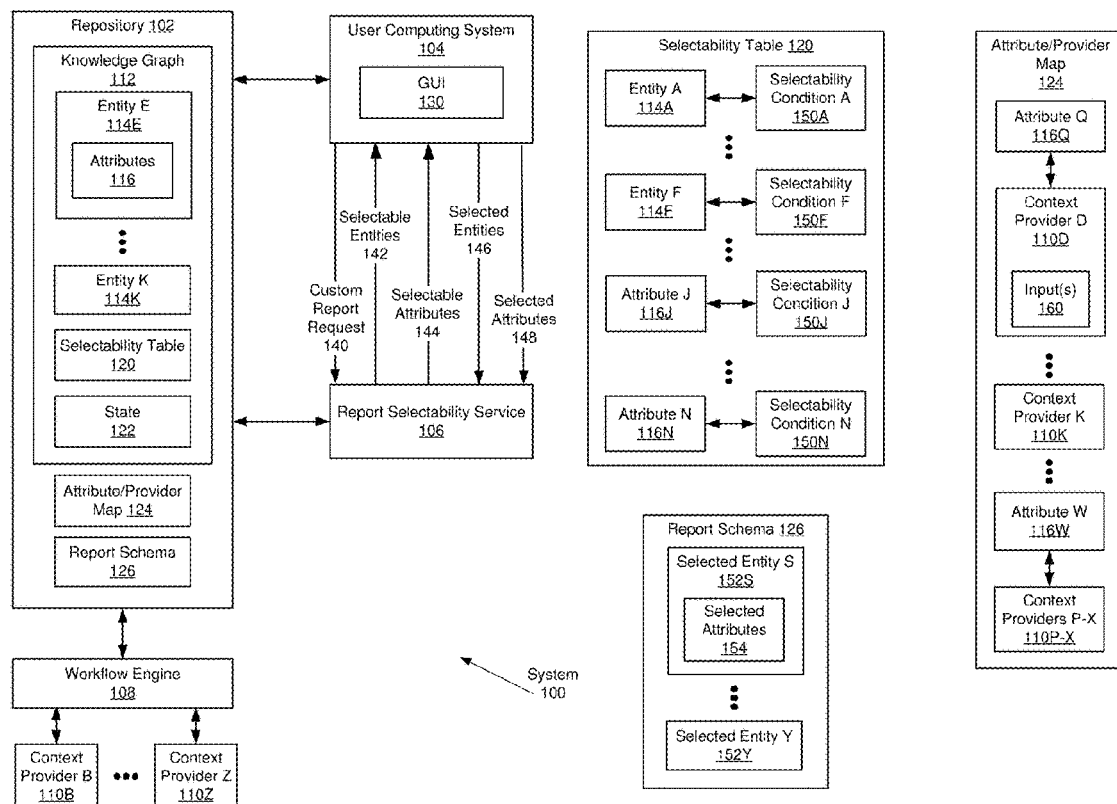 Repository 102
Knowledge Graph
112
Entity E
114E
Attributes
116
Entity K
114K
Selectability Table
120
State
122
Attribute/Provider
Map 124
Report Schema
126
Workflow Engine
108
Context
Provider B
110B
Context
Provider Z
110Z
User Computing System
104
GUI
130
Custom
Report
Request
140
Selectable
Entities
142
Selectable
Attributes
144
Selected
Entities
146
Selected
Attributes
148
Report Selectability Service
106
System
100
Selectability Table 120
Entity A
114A
Selectability
Condition A
150A
Entity F
114F
Selectability
Condition F
150F
Attribute J
116J
Selectability
Condition J
150J
Attribute N
116N
Selectability
Condition N
150N
Report Schema 126
Selected Entity S
152S
Selected
Attributes
154
Selected Entity Y
152Y
Attribute/Provider
Map
124
Attribute Q
116Q
Context
Provider D
110D
Input(s)
160
Context
Provider K
110K
Attribute W
116W
Context
Providers P-X
110P-X